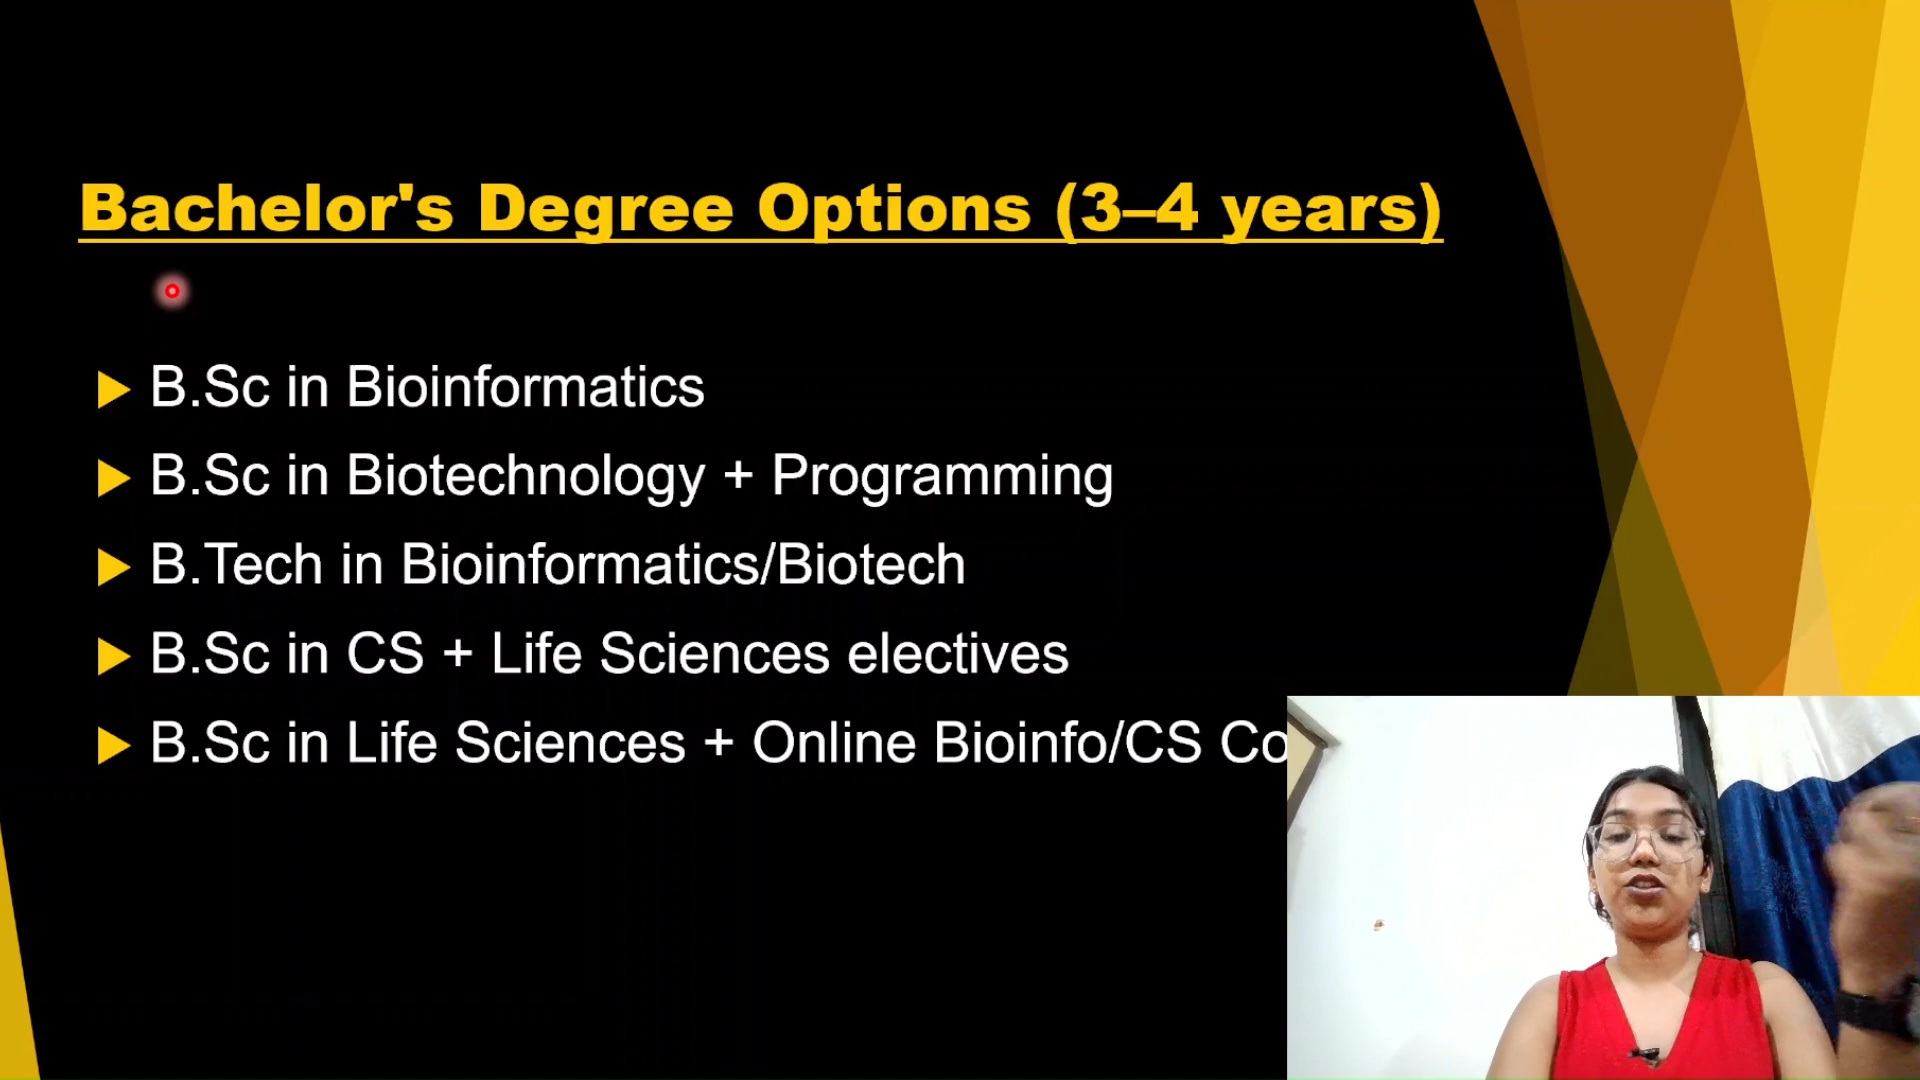 Bachelor's Degree Options (3–4 years)
B.Sc in Bioinformatics
B.Sc in Biotechnology + Programming
B.Tech in Bioinformatics/Biotech
B.Sc in CS + Life Sciences electives
B.Sc in Life Sciences + Online Bioinfo/CS